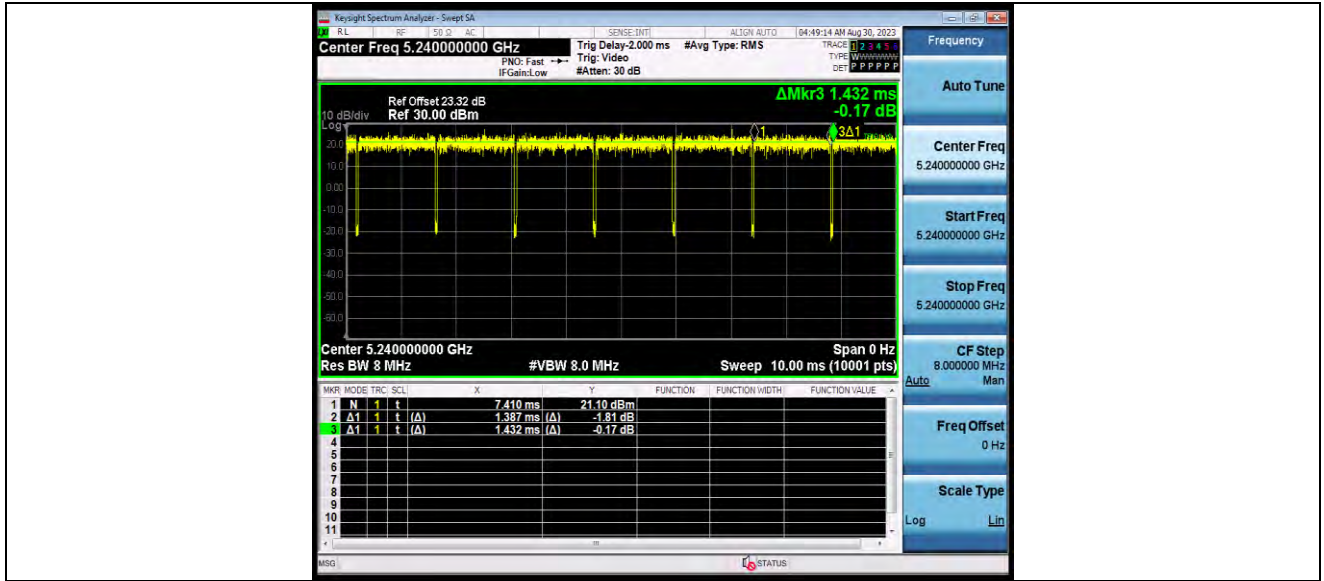 Keysight Spectrum Analyzer - Swept SA
RL RF 50 Ω AC SENSE:INT ALIGN AUTO 04:49:14 AM Aug 30, 2023
Center Freq 5.240000000 GHz
Trig Delay-2.000 ms #Avg Type: RMS
TRACE 1 2 3 4 5 6
PNO: Fast Trig: Video
TYPE W
IFGain:Low #Atten: 30 dB
DET P P P P P P
ΔMkr3 1.432 ms
-0.17 dB
Ref Offset 23.32 dB
10 dB/div Ref 30.00 dBm
Log
1
3Δ1
20.0
10.0
0.00
-10.0
-20.0
-30.0
-40.0
-50.0
-60.0
Center 5.240000000 GHz Span 0 Hz
Res BW 8 MHz #VBW 8.0 MHz Sweep 10.00 ms (10001 pts)
MKR MODE TRC SCL X Y FUNCTION FUNCTION WIDTH FUNCTION VALUE
1 N 1 t 7.410 ms 21.10 dBm
2 Δ1 1 t (Δ) 1.387 ms (Δ) -1.81 dB
3 Δ1 1 t (Δ) 1.432 ms (Δ) -0.17 dB
4
5
6
7
8
9
10
11
MSG STATUS
Frequency
Auto Tune
Center Freq
5.240000000 GHz
Start Freq
5.240000000 GHz
Stop Freq
5.240000000 GHz
CF Step
8.000000 MHz
Auto Man
Freq Offset
0 Hz
Scale Type
Log Lin